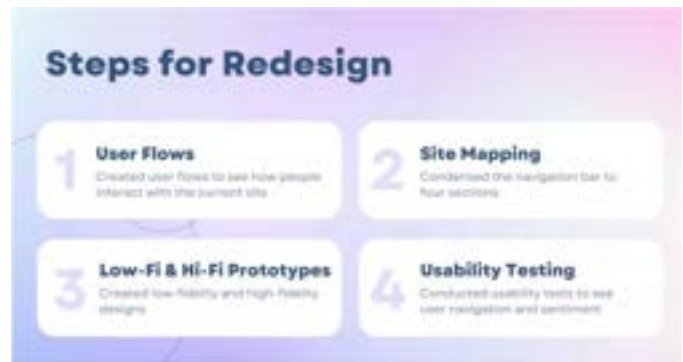 Steps for Redesign
1
User Flows
Created user flows to see how people
interact with the current site
2
Site Mapping
Condensed the navigation bar to
four sections
3
Low-Fi & Hi-Fi Prototypes
Created low-fidelity and high-fidelity
designs
4
Usability Testing
Conducted usability tests to see
user navigation and sentiment